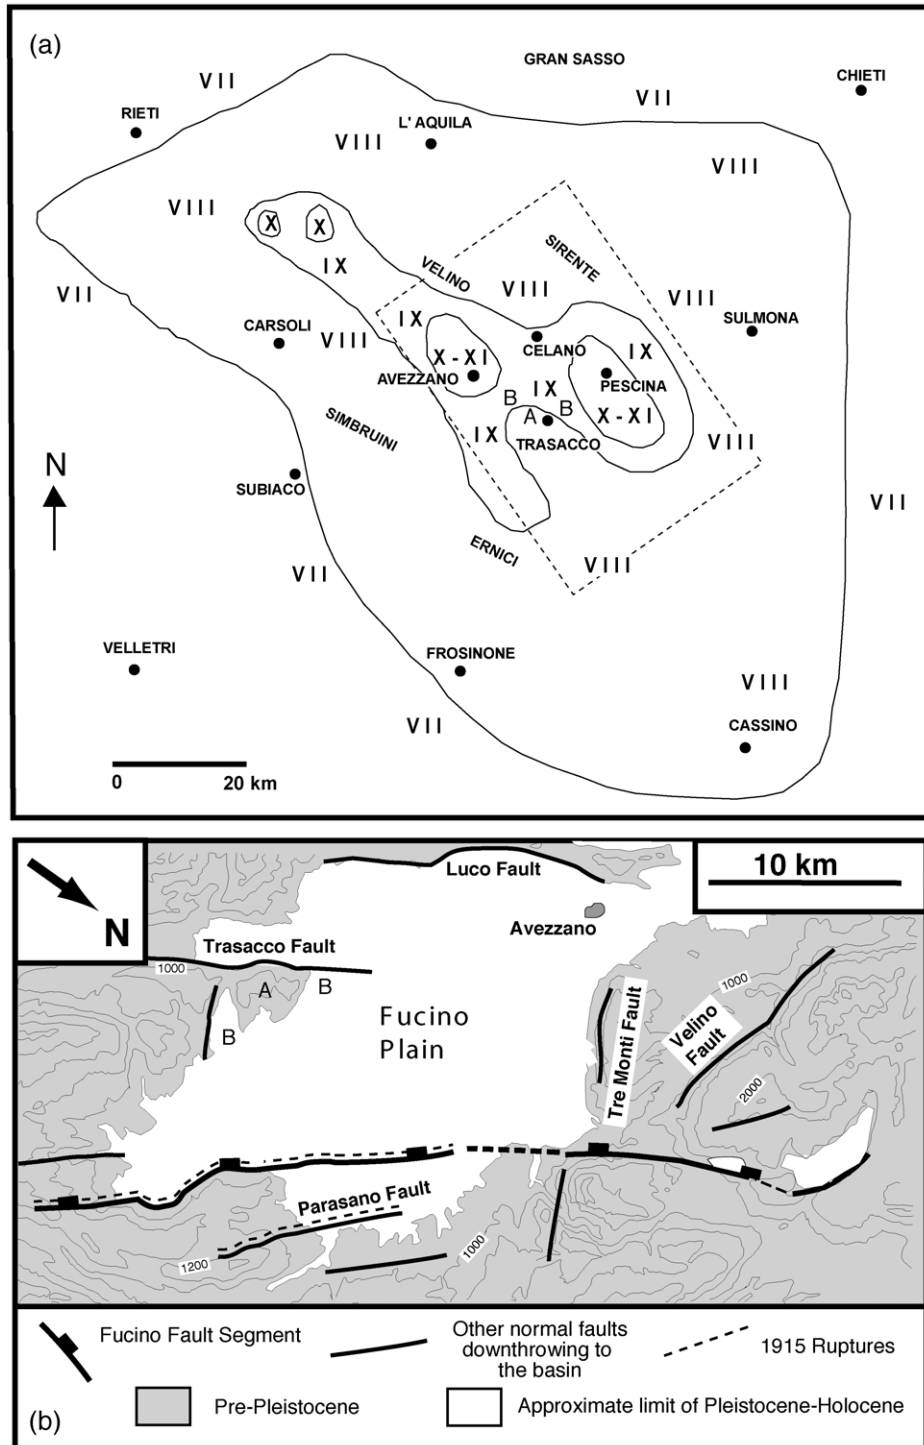 (a)
GRAN SASSO
CHIETI
VII
VII
RIETI
L' AQUILA
VIII
VIII
VIII
X
X
SIRENTE
IX
VELINO
VII
VIII
VIII
IX
SULMONA
CARSOLI
VIII
CELANO
IX
X - XI
AVEZZANO
PESCINA
IX
B
B
A
X - XI
SIMBRUINI
IX
TRASACCO
VIII
N
SUBIACO
VII
ERNICI
VIII
VII
VELLETRI
FROSINONE
VIII
VII
CASSINO
0 20 km
10 km
Luco Fault
N
Avezzano
Trasacco Fault
1000
A
B
1000
B
Fucino
Plain
Tre Monti Fault
Velino
Fault
2000
Parasano Fault
1000
1200
Fucino Fault Segment
Other normal faults
downthrowing to
the basin
1915 Ruptures
Pre-Pleistocene
Approximate limit of Pleistocene-Holocene
(b)